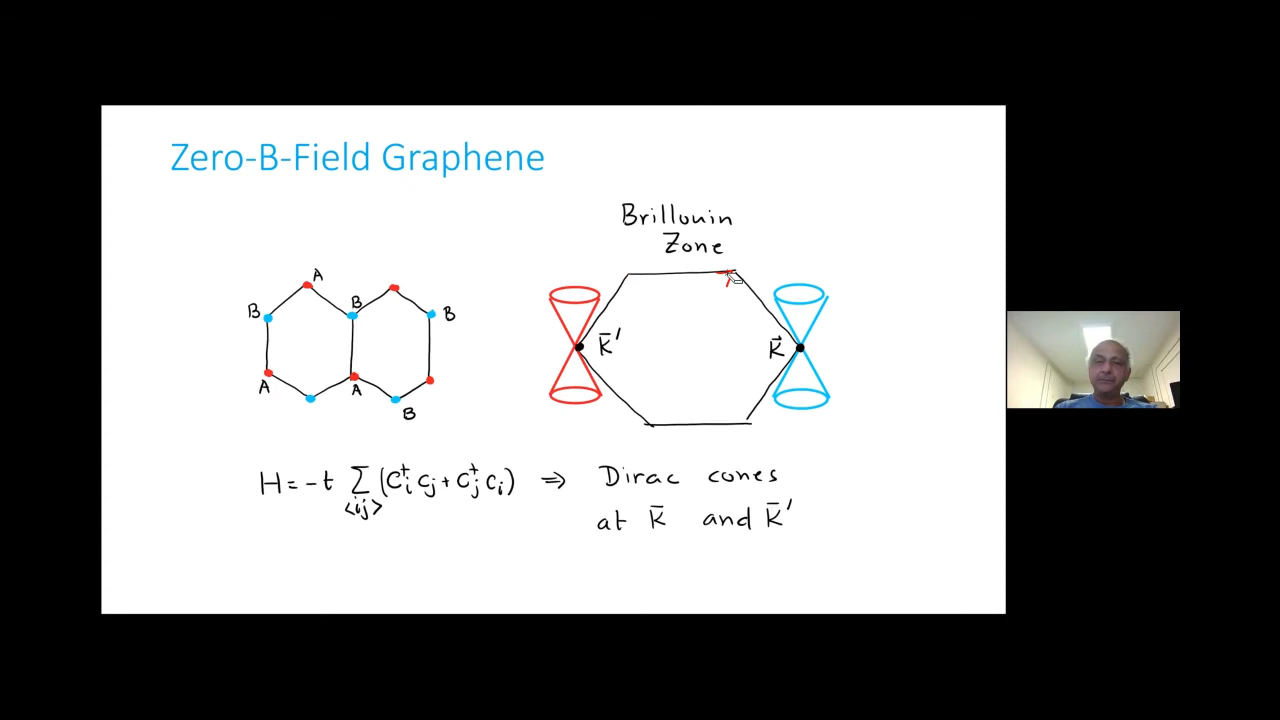 Zero-B-Field Graphene
Brillouin
Zone
A
B
B
B
A
A
B
K̄'
K⃗
H = -t Σ (C†i Cj + C†j Ci) ⇒ Dirac cones
<ij>
at K̄ and K̄'